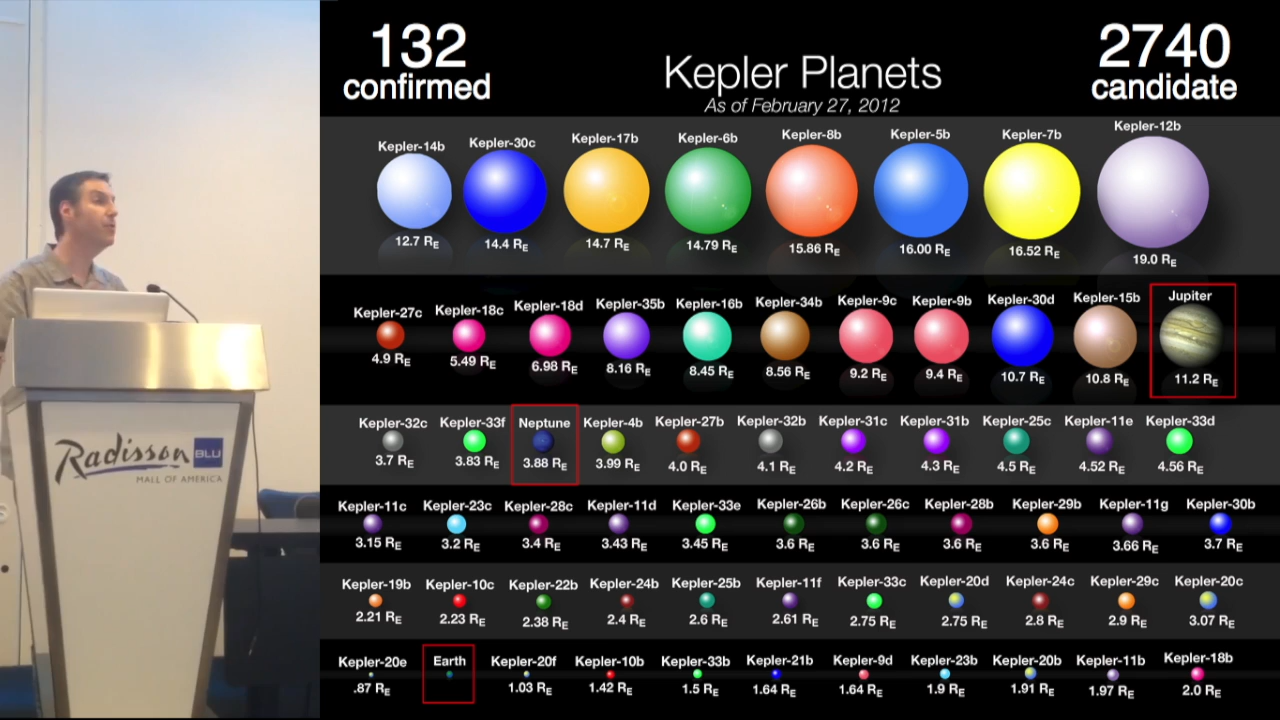 132
confirmed
Kepler Planets
As of February 27, 2012
2740
candidate
Kepler-14b Kepler-30c Kepler-17b Kepler-6b Kepler-8b Kepler-5b Kepler-7b Kepler-12b
12.7 RE 14.4 RE 14.7 RE 14.79 RE 15.86 RE 16.00 RE 16.52 RE 19.0 RE
Kepler-27c Kepler-18c Kepler-18d Kepler-35b Kepler-16b Kepler-34b Kepler-9c Kepler-9b Kepler-30d Kepler-15b Jupiter
4.9 RE 5.49 RE 6.98 RE 8.16 RE 8.45 RE 8.56 RE 9.2 RE 9.4 RE 10.7 RE 10.8 RE 11.2 RE
Kepler-32c Kepler-33f Neptune Kepler-4b Kepler-27b Kepler-32b Kepler-31c Kepler-31b Kepler-25c Kepler-11e Kepler-33d
3.7 RE 3.83 RE 3.88 RE 3.99 RE 4.0 RE 4.1 RE 4.2 RE 4.3 RE 4.5 RE 4.52 RE 4.56 RE
Kepler-11c Kepler-23c Kepler-28c Kepler-11d Kepler-33e Kepler-26b Kepler-26c Kepler-28b Kepler-29b Kepler-11g Kepler-30b
3.15 RE 3.2 RE 3.4 RE 3.43 RE 3.45 RE 3.6 RE 3.6 RE 3.6 RE 3.6 RE 3.66 RE 3.7 RE
Kepler-19b Kepler-10c Kepler-22b Kepler-24b Kepler-25b Kepler-11f Kepler-33c Kepler-20d Kepler-24c Kepler-29c Kepler-20c
2.21 RE 2.23 RE 2.38 RE 2.4 RE 2.6 RE 2.61 RE 2.75 RE 2.75 RE 2.8 RE 2.9 RE 3.07 RE
Kepler-20e Earth Kepler-20f Kepler-10b Kepler-33b Kepler-21b Kepler-9d Kepler-23b Kepler-20b Kepler-11b Kepler-18b
.87 RE 1.03 RE 1.42 RE 1.5 RE 1.64 RE 1.64 RE 1.9 RE 1.91 RE 1.97 RE 2.0 RE
Radisson BLU
MALL OF AMERICA